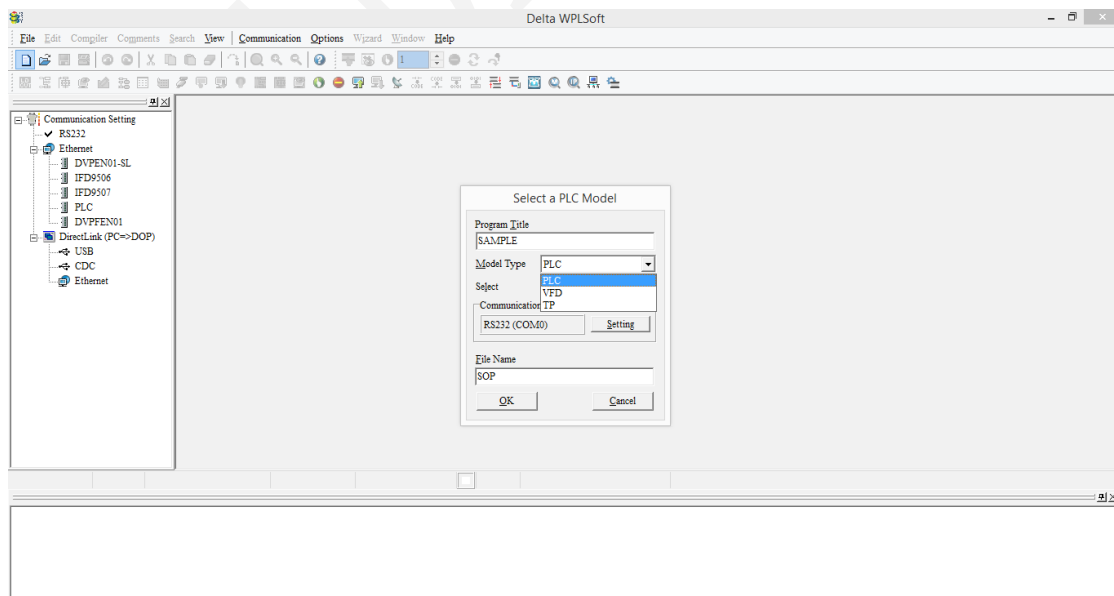 Delta WPLSoft
File Edit Compiler Comments Search View Communication Options Wizard Window Help
1
Communication Setting
RS232
Ethernet
DVPEN01-SL
IFD9506
IFD9507
PLC
DVPFEN01
DirectLink (PC=>DOP)
USB
CDC
Ethernet
Select a PLC Model
Program Title
SAMPLE
Model Type PLC
PLC
VFD
TP
Select
Communication
RS232 (COM0) Setting
File Name
SOP
OK Cancel